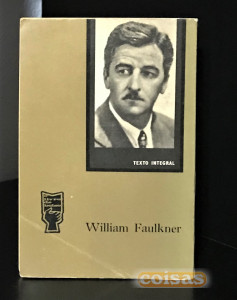 TEXTO INTEGRAL
William Faulkner
coisas